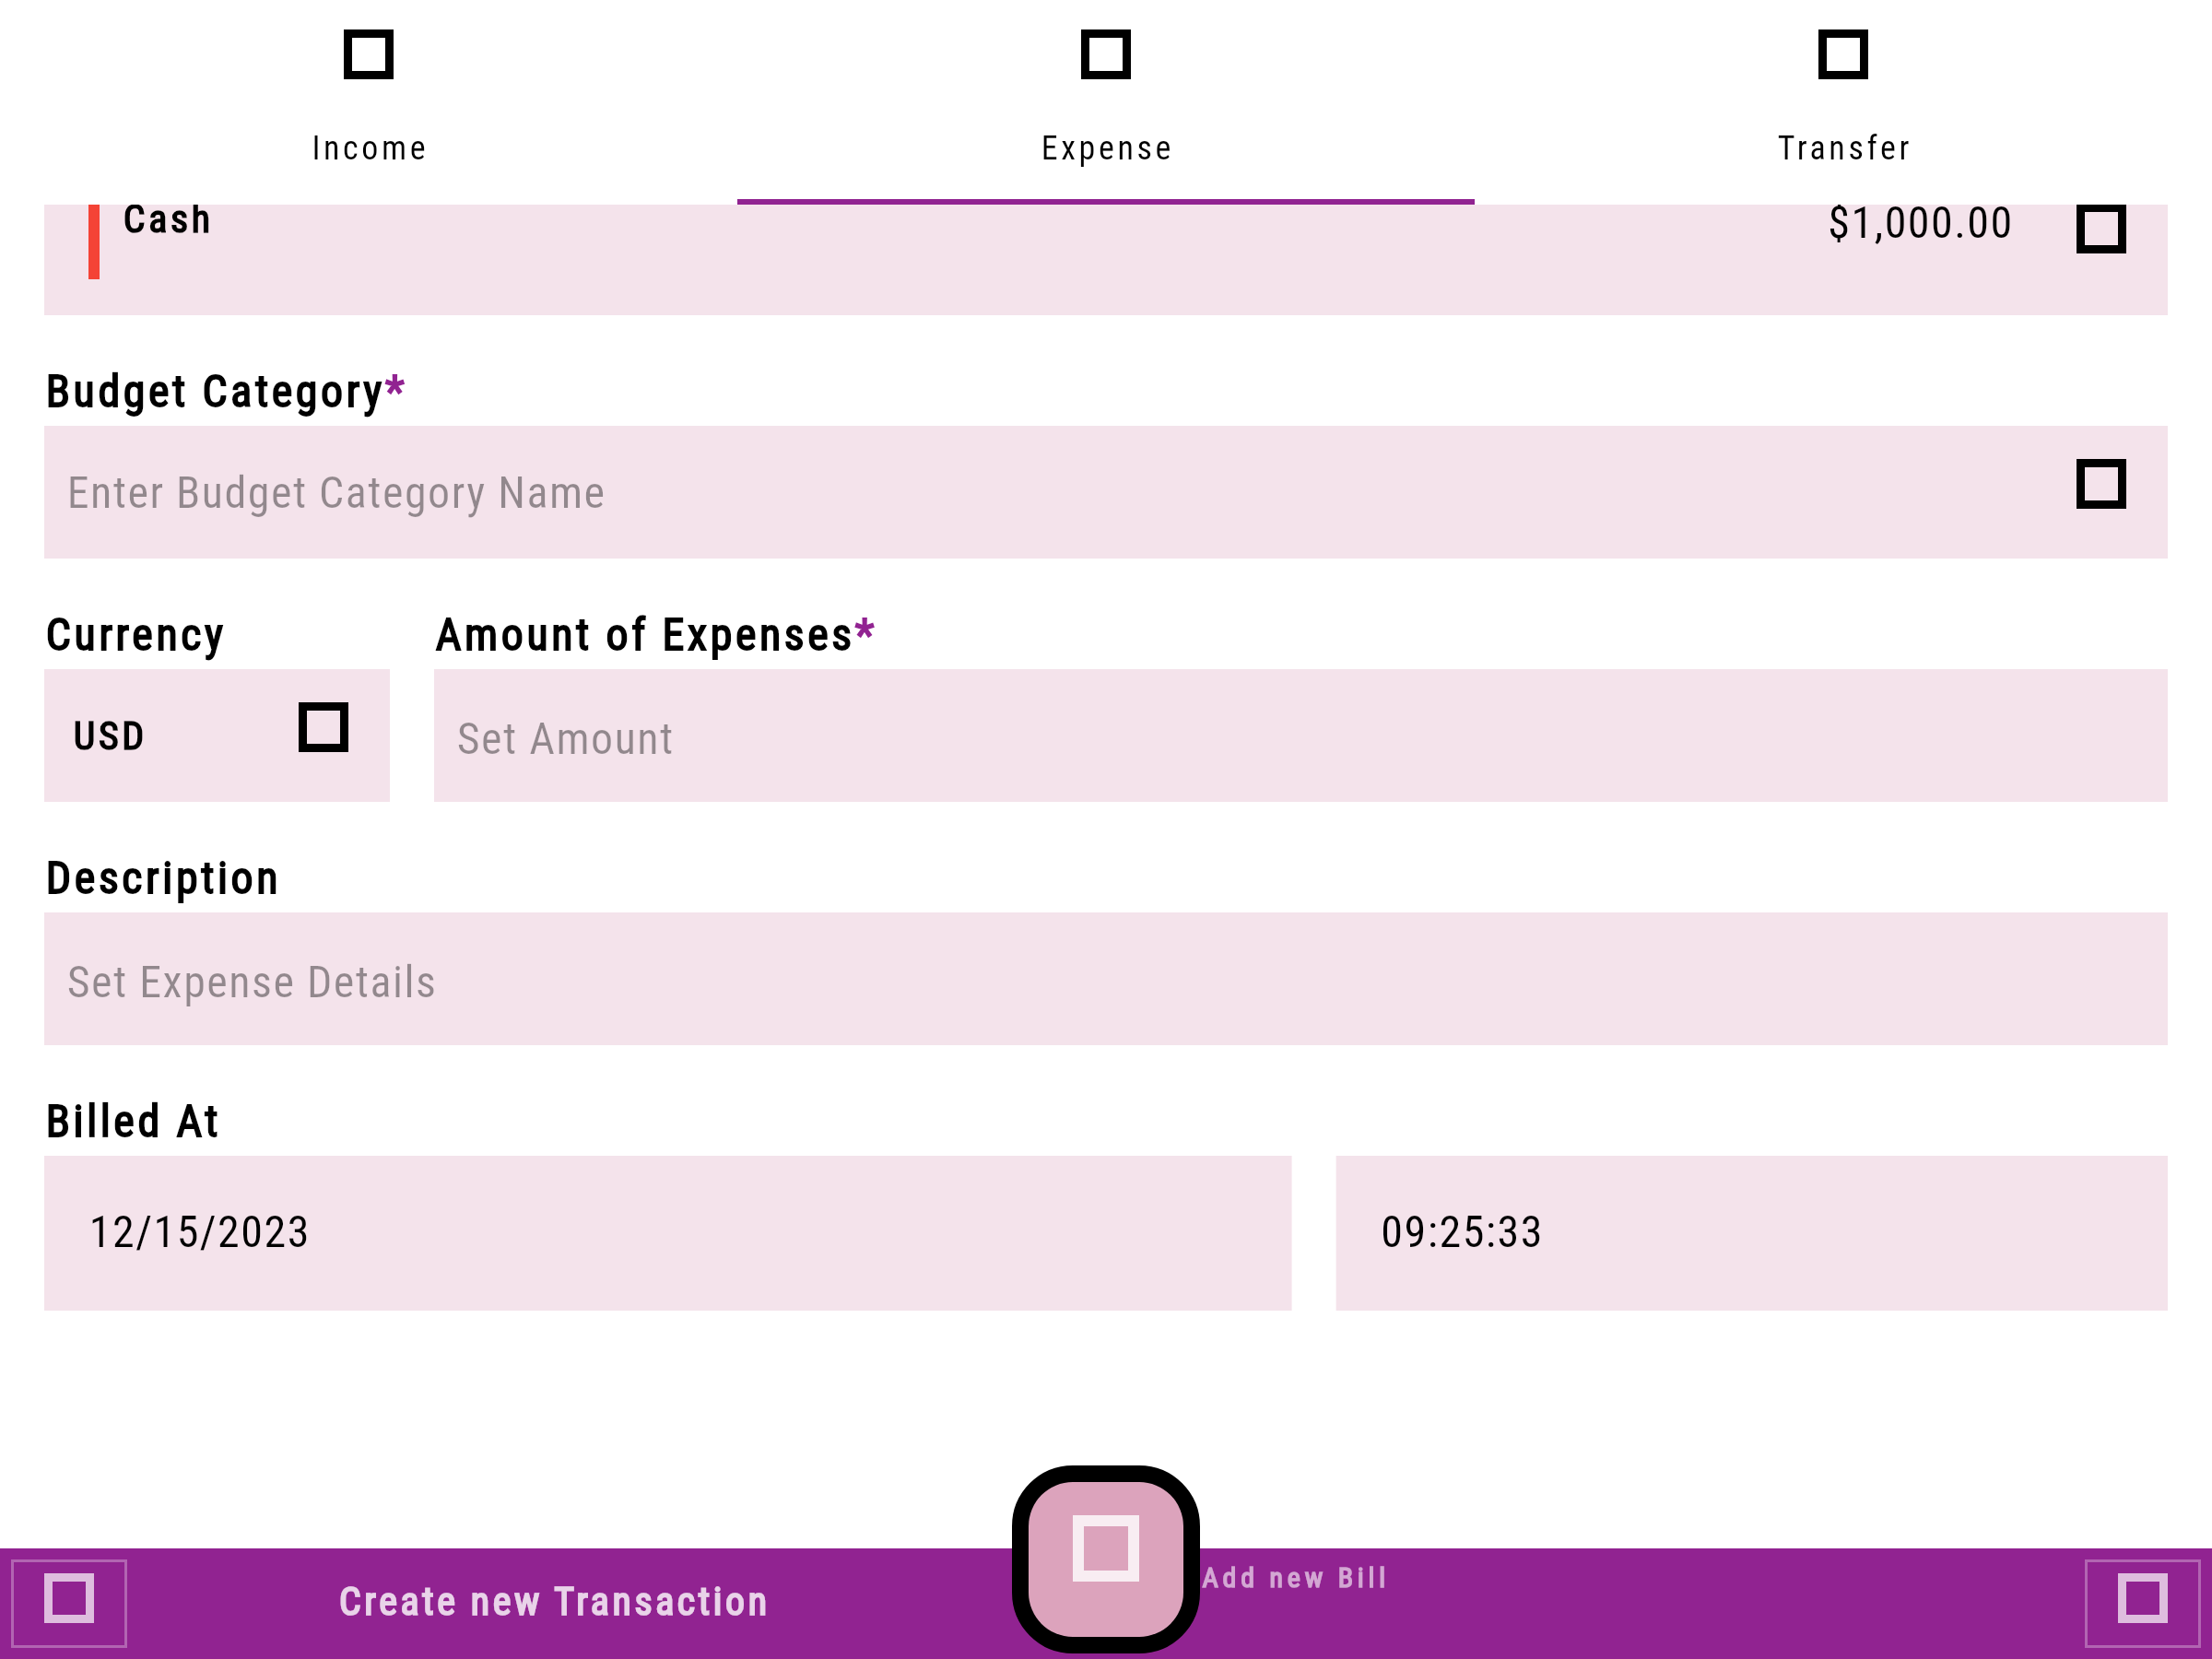 Income
Expense
Transfer
Cash
$1,000.00
Budget Category*
Enter Budget Category Name
Currency
Amount of Expenses*
USD
Set Amount
Description
Set Expense Details
Billed At
12/15/2023
09:25:33
Create new Transaction
Add new Bill